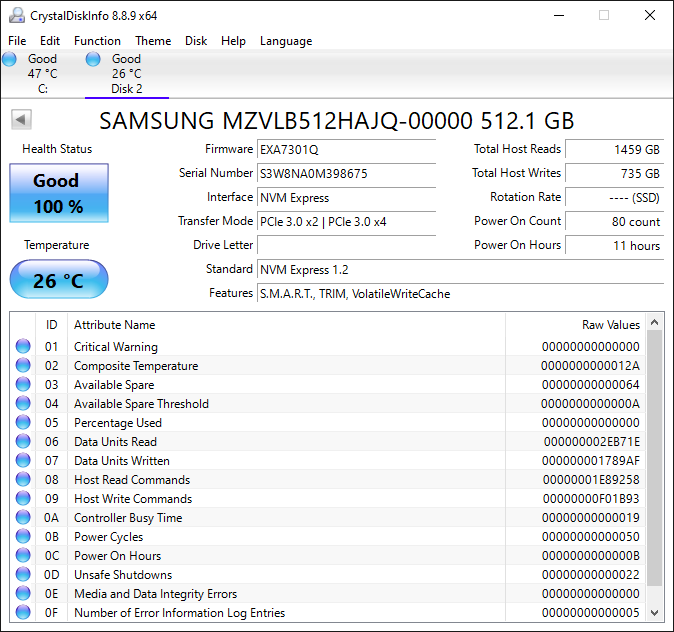 CrystalDiskInfo 8.8.9 x64
File Edit Function Theme Disk Help Language
Good Good
47 °C 26 °C
C: Disk 2
SAMSUNG MZVLB512HAJQ-00000 512.1 GB
Health Status
Good
100 %
Temperature
26 °C
Firmware EXA7301Q
Serial Number S3W8NA0M398675
Interface NVM Express
Transfer Mode PCIe 3.0 x2 | PCIe 3.0 x4
Drive Letter
Standard NVM Express 1.2
Features S.M.A.R.T., TRIM, VolatileWriteCache
Total Host Reads 1459 GB
Total Host Writes 735 GB
Rotation Rate ---- (SSD)
Power On Count 80 count
Power On Hours 11 hours
ID Attribute Name Raw Values
01 Critical Warning 00000000000000
02 Composite Temperature 0000000000012A
03 Available Spare 00000000000064
04 Available Spare Threshold 0000000000000A
05 Percentage Used 00000000000000
06 Data Units Read 000000002EB71E
07 Data Units Written 000000001789AF
08 Host Read Commands 00000001E89258
09 Host Write Commands 00000000F01B93
0A Controller Busy Time 00000000000019
0B Power Cycles 00000000000050
0C Power On Hours 0000000000000B
0D Unsafe Shutdowns 00000000000022
0E Media and Data Integrity Errors 00000000000000
0F Number of Error Information Log Entries 00000000000005